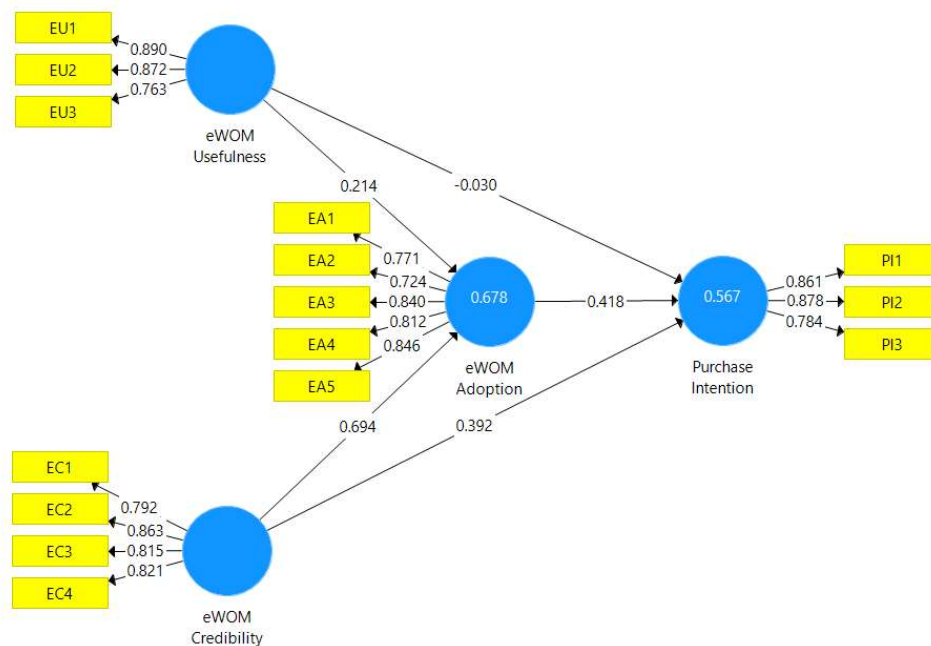 EU1
EU2
EU3
0.890
0.872
0.763
eWOM
Usefulness
0.214
-0.030
EA1
EA2
EA3
EA4
EA5
0.771
0.724
0.840
0.812
0.846
0.678
eWOM
Adoption
0.418
0.567
Purchase
Intention
0.861
0.878
0.784
PI1
PI2
PI3
0.694
0.392
EC1
EC2
EC3
EC4
0.792
0.863
0.815
0.821
eWOM
Credibility